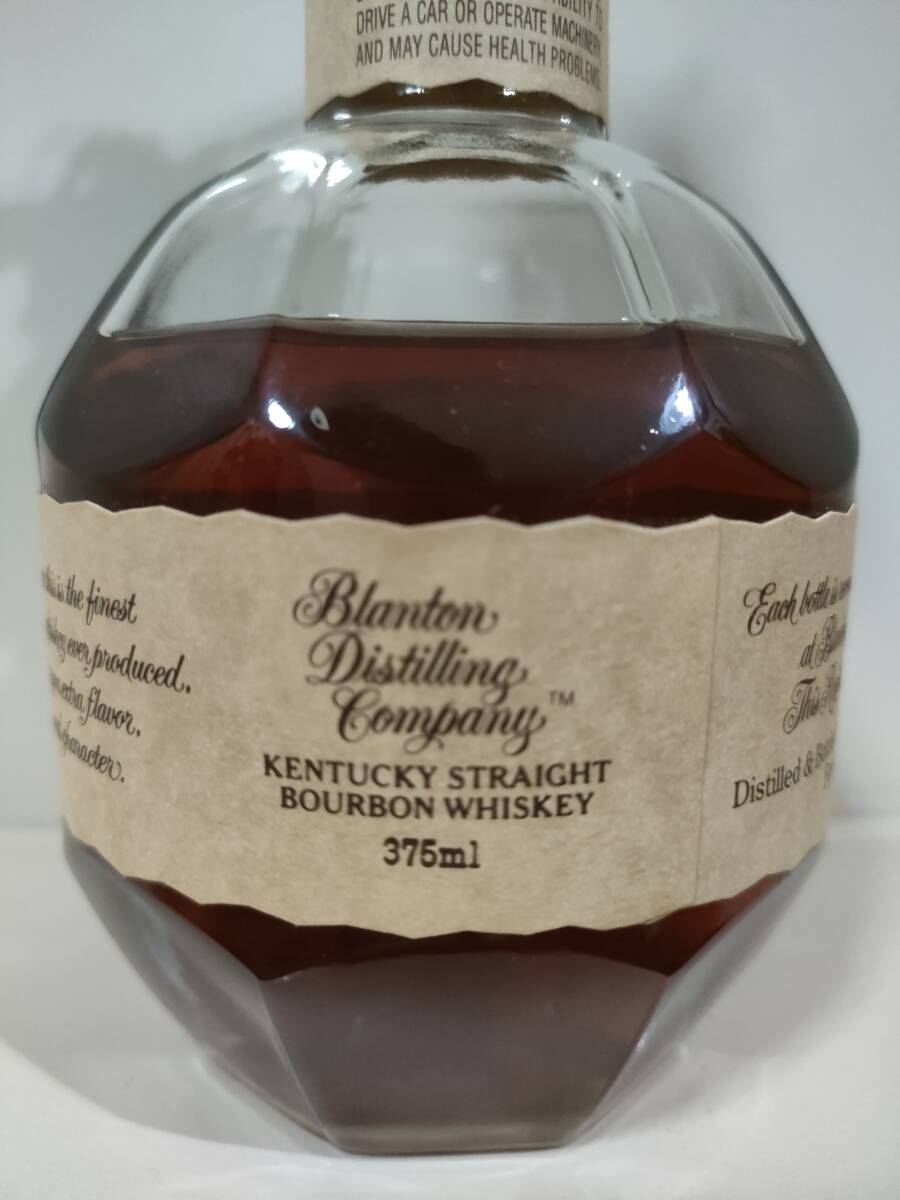 DRIVE A CAR OR OPERATE MACHINERY
AND MAY CAUSE HEALTH PROBLEMS
this is the finest
ever produced.
extra flavor,
character.
Blanton
Distilling
Company™
KENTUCKY STRAIGHT
BOURBON WHISKEY
375ml
Each bottle is
at
This
Distilled &